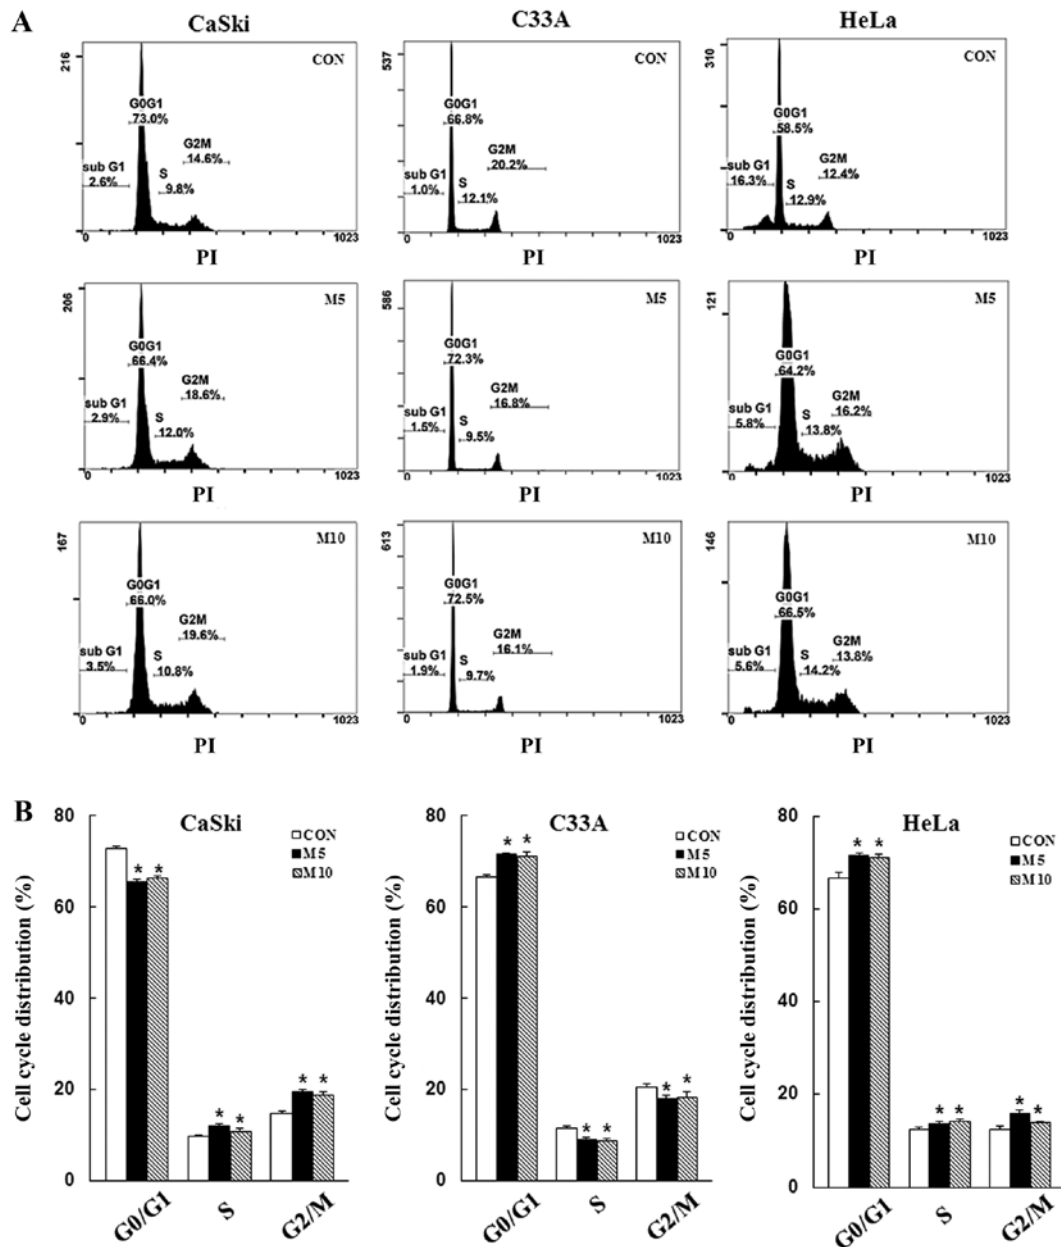 A
CaSki
C33A
HeLa
216
CON
G0G1
73.0%
G2M
14.6%
sub G1
2.6%
S
9.8%
0
1023
PI
537
CON
G0G1
66.8%
G2M
20.2%
sub G1
1.0%
S
12.1%
0
1023
PI
310
CON
G0G1
58.5%
G2M
12.4%
sub G1
16.3%
S
12.9%
0
1023
PI
206
M5
G0G1
66.4%
G2M
18.6%
sub G1
2.9%
S
12.0%
0
1023
PI
586
M5
G0G1
72.3%
G2M
16.8%
sub G1
1.5%
S
9.5%
0
1023
PI
121
M5
G0G1
64.2%
G2M
16.2%
sub G1
5.8%
S
13.8%
0
1023
PI
167
M10
G0G1
66.0%
G2M
19.6%
sub G1
3.5%
S
10.8%
0
1023
PI
613
M10
G0G1
72.5%
G2M
16.1%
sub G1
1.9%
S
9.7%
0
1023
PI
146
M10
G0G1
66.5%
G2M
13.8%
sub G1
5.6%
S
14.2%
0
1023
PI
B
CaSki
CON
M5
M10
Cell cycle distribution (%)
80
60
40
20
0
* *
* *
* *
G0/G1
S
G2/M
C33A
CON
M5
M10
Cell cycle distribution (%)
80
60
40
20
0
* *
* *
* *
G0/G1
S
G2/M
HeLa
CON
M5
M10
Cell cycle distribution (%)
80
60
40
20
0
* *
* *
* *
G0/G1
S
G2/M